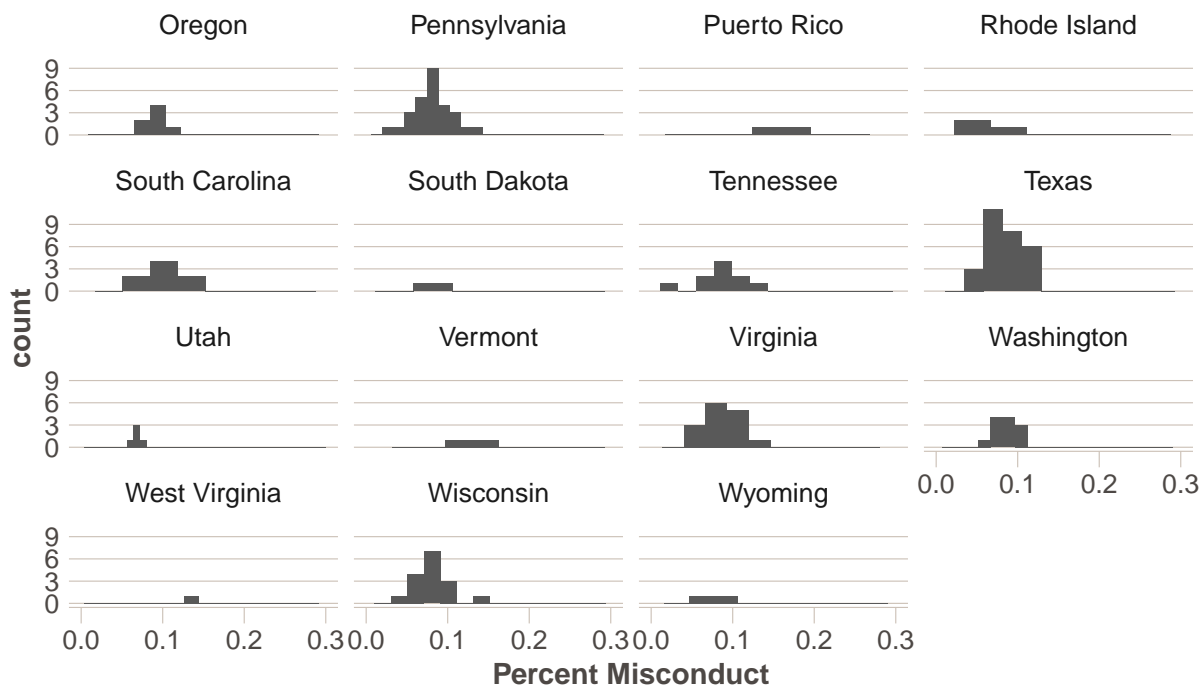 Oregon Pennsylvania Puerto Rico Rhode Island
9
6
3
0
South Carolina South Dakota Tennessee Texas
9
6
3
0
count
Utah Vermont Virginia Washington
9
6
3
0
0.0 0.1 0.2 0.3
West Virginia Wisconsin Wyoming
9
6
3
0
0.0 0.1 0.2 0.3 0.0 0.1 0.2 0.3 0.0 0.1 0.2 0.3
Percent Misconduct